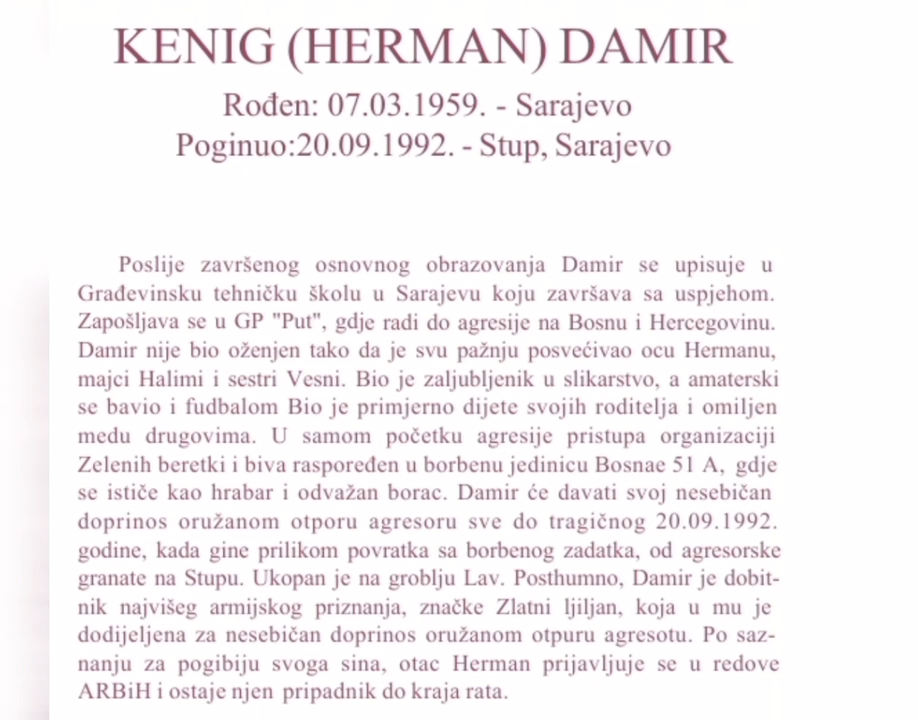 KENIG (HERMAN) DAMIR
Rođen: 07.03.1959. - Sarajevo
Poginuo:20.09.1992. - Stup, Sarajevo
Poslije završenog osnovnog obrazovanja Damir se upisuje u
Građevinsku tehničku školu u Sarajevu koju završava sa uspjehom.
Zapošljava se u GP "Put", gdje radi do agresije na Bosnu i Hercegovinu.
Damir nije bio oženjen tako da je svu pažnju posvećivao ocu Hermanu,
majci Halimi i sestri Vesni. Bio je zaljubljenik u slikarstvo, a amaterski
se bavio i fudbalom Bio je primjerno dijete svojih roditelja i omiljen
medu drugovima. U samom početku agresije pristupa organizaciji
Zelenih beretki i biva raspoređen u borbenu jedinicu Bosnae 51 A, gdje
se ističe kao hrabar i odvažan borac. Damir će davati svoj nesebičan
doprinos oružanom otporu agresoru sve do tragičnog 20.09.1992.
godine, kada gine prilikom povratka sa borbenog zadatka, od agresorske
granate na Stupu. Ukopan je na groblju Lav. Posthumno, Damir je dobit-
nik najvišeg armijskog priznanja, značke Zlatni ljiljan, koja u mu je
dodijeljena za nesebičan doprinos oružanom otpuru agresotu. Po saz-
nanju za pogibiju svoga sina, otac Herman prijavljuje se u redove
ARBiH i ostaje njen pripadnik do kraja rata.